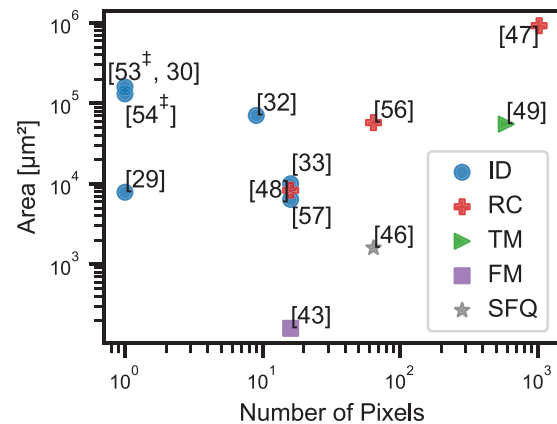 10⁶
[47]
[53‡, 30]
10⁵
[54‡]
[32]
[56]
[49]
[29]
[33]
10⁴
[48]
[57]
[46]
10³
[43]
Area [µm²]
ID
RC
TM
FM
SFQ
10⁰
10¹
10²
10³
Number of Pixels